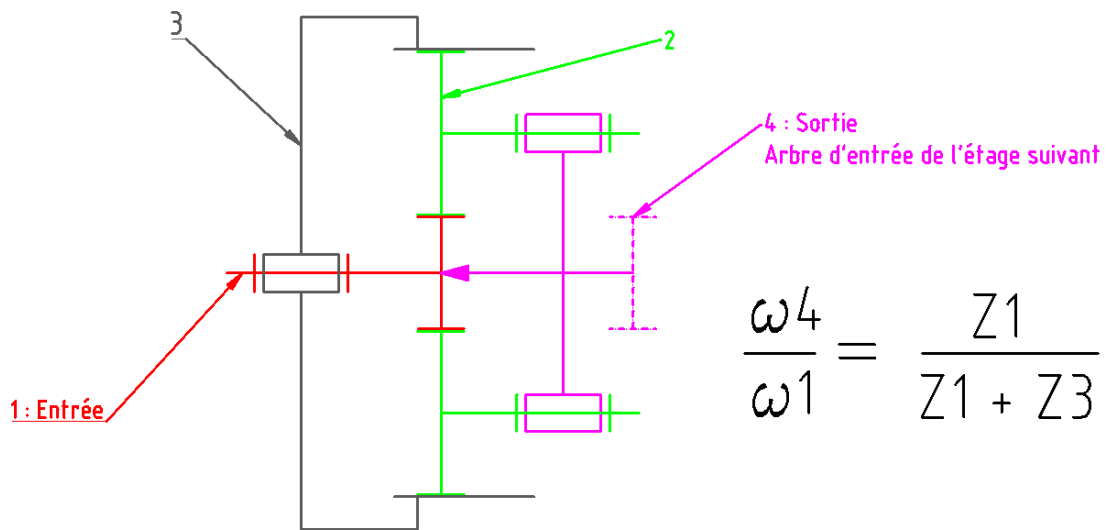 3
2
4 : Sortie
Arbre d'entrée de l'étage suivant
1 : Entrée
ω4
ω1
=
Z1
Z1 + Z3